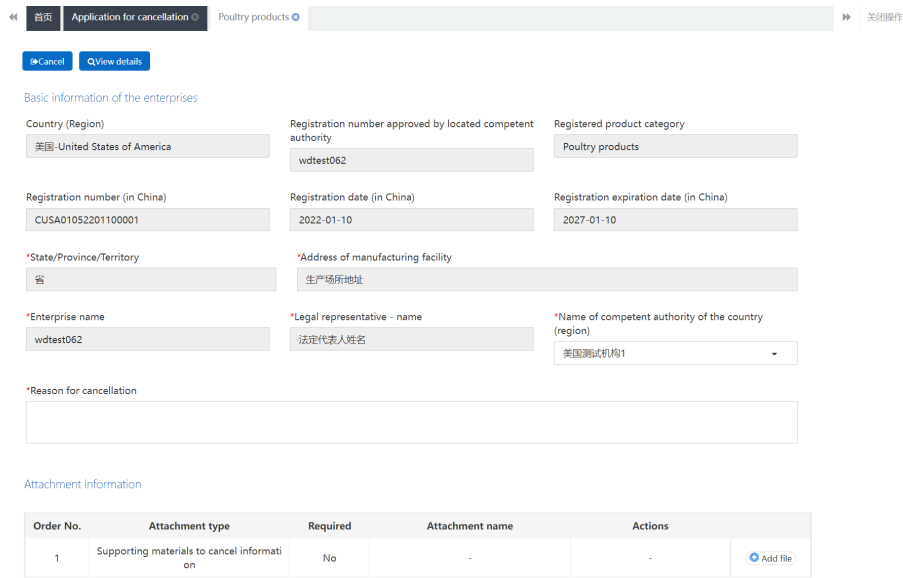 首页 Application for cancellation Poultry products 关闭操作
Cancel View details
Basic information of the enterprises
Country (Region) Registration number approved by located competent authority Registered product category
美国-United States of America wdtest062 Poultry products
Registration number (in China) Registration date (in China) Registration expiration date (in China)
CUSA01052201100001 2022-01-10 2027-01-10
*State/Province/Territory *Address of manufacturing facility
省 生产场所地址
*Enterprise name *Legal representative - name *Name of competent authority of the country (region)
wdtest062 法定代表人姓名 美国测试机构1
*Reason for cancellation
Attachment information
Order No. Attachment type Required Attachment name Actions
1 Supporting materials to cancel informati
on No - - Add file